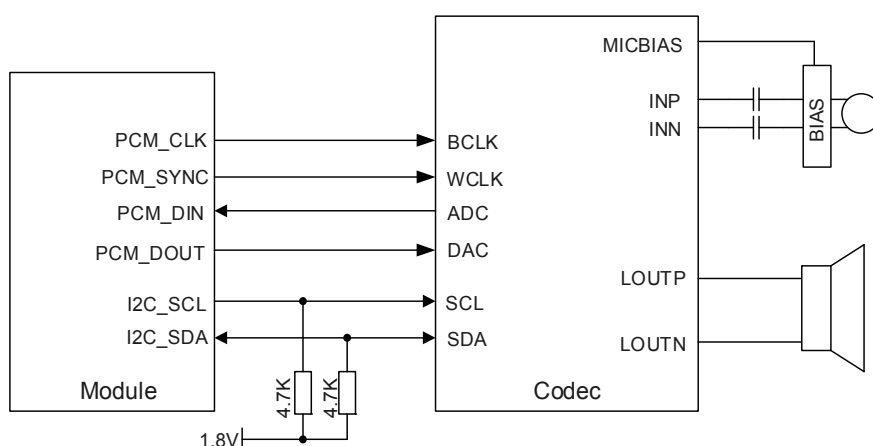 MICBIAS
INP
INN
BIAS
PCM_CLK
BCLK
PCM_SYNC
WCLK
PCM_DIN
ADC
PCM_DOUT
DAC
LOUTP
I2C_SCL
SCL
I2C_SDA
SDA
LOUTN
4.7K
4.7K
Module
Codec
1.8V